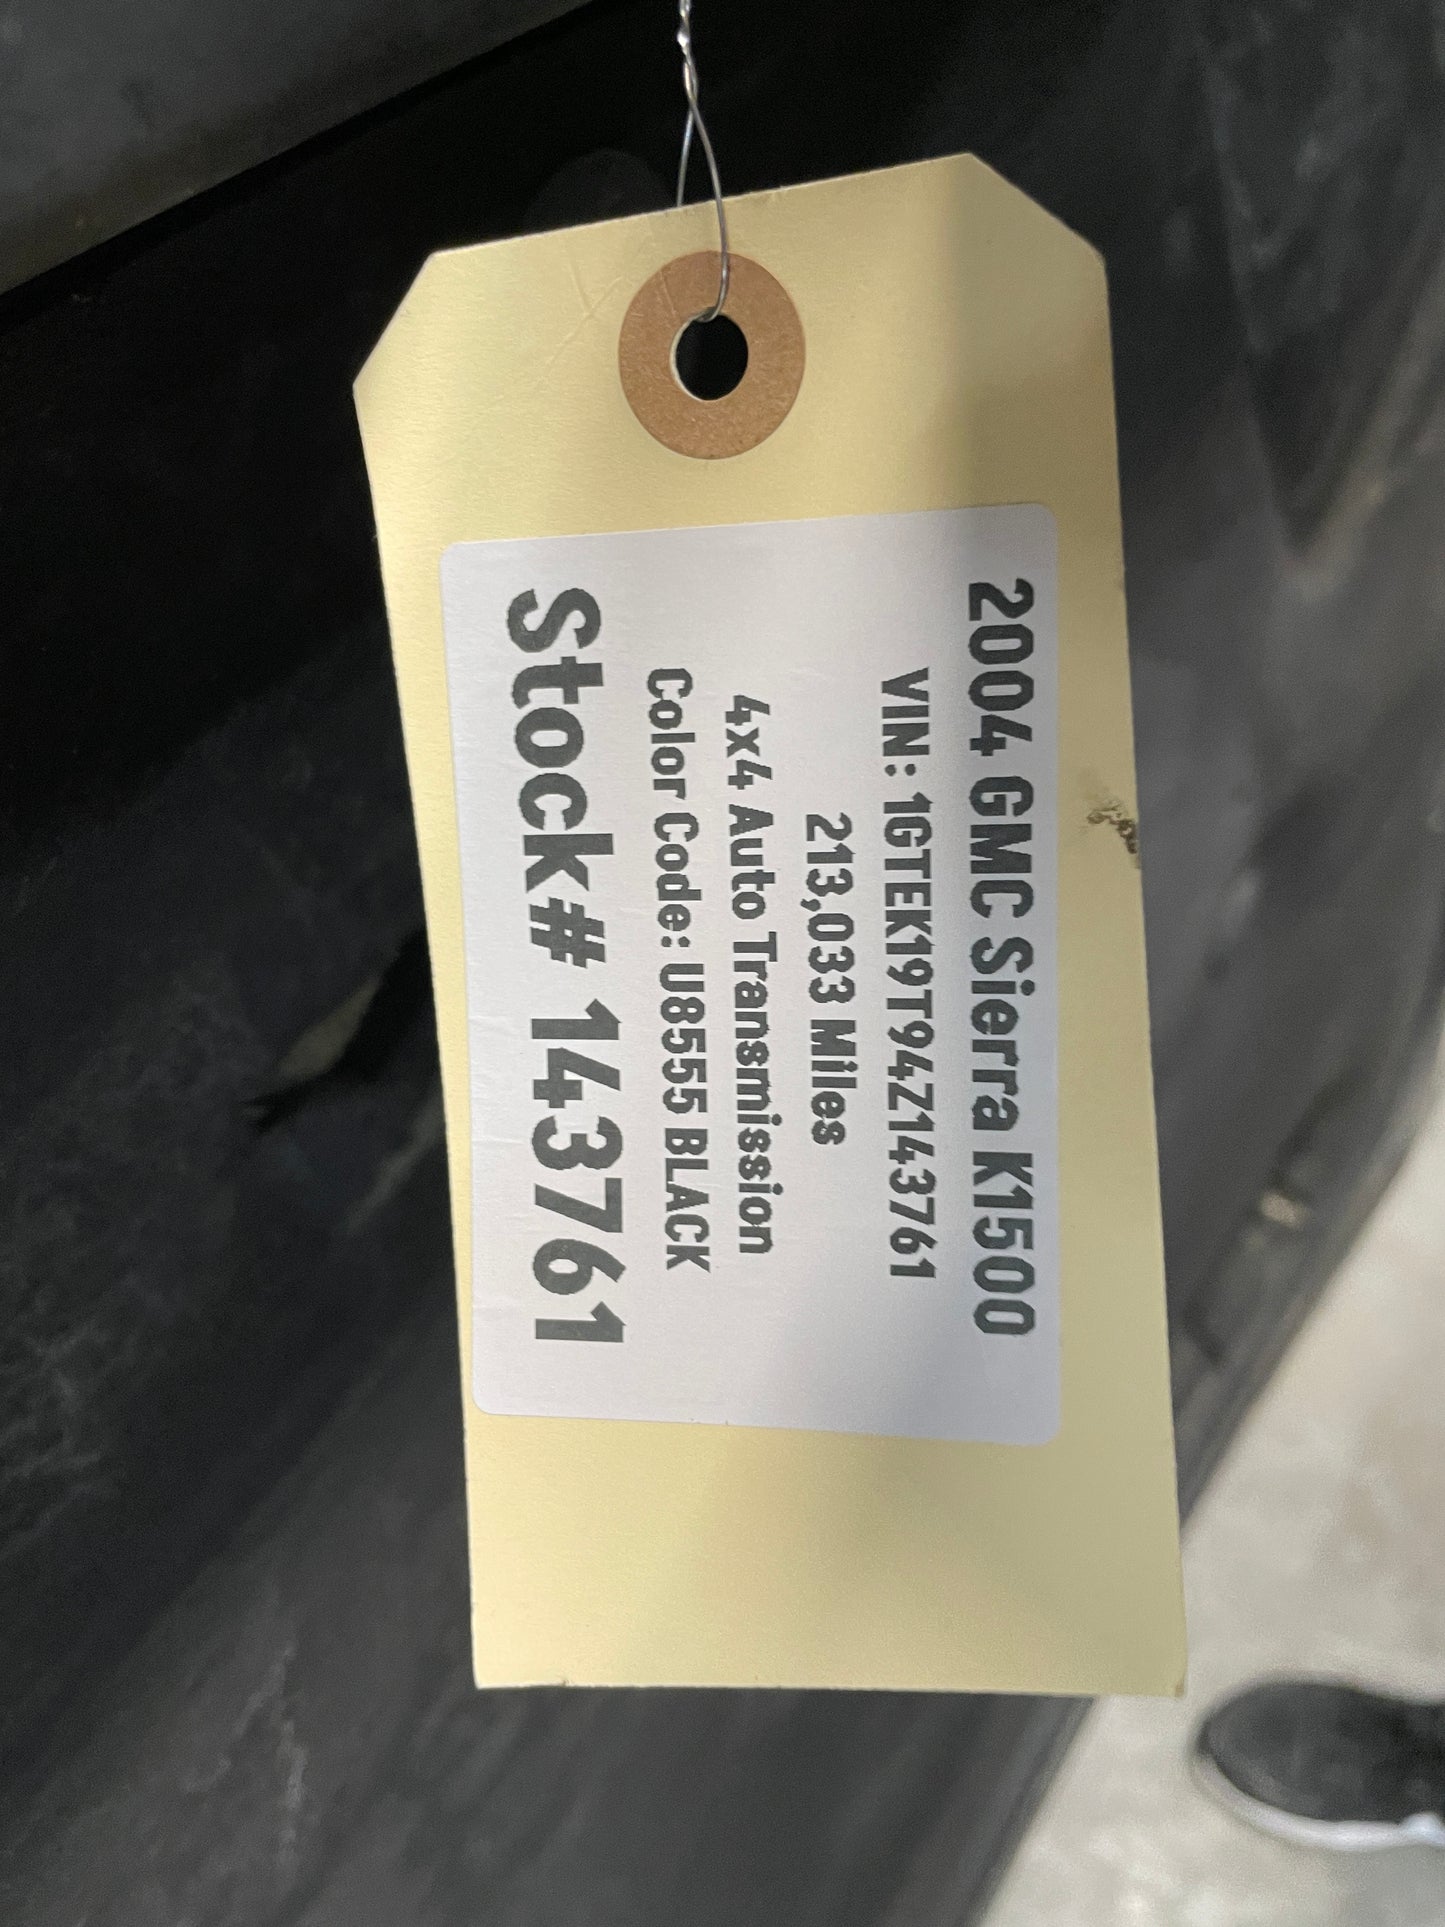 2004 GMC Sierra K1500
VIN: 1GTEK19T94Z143761
213,033 Miles
4x4 Auto Transmission
Color Code: U8555 BLACK
Stock# 143761